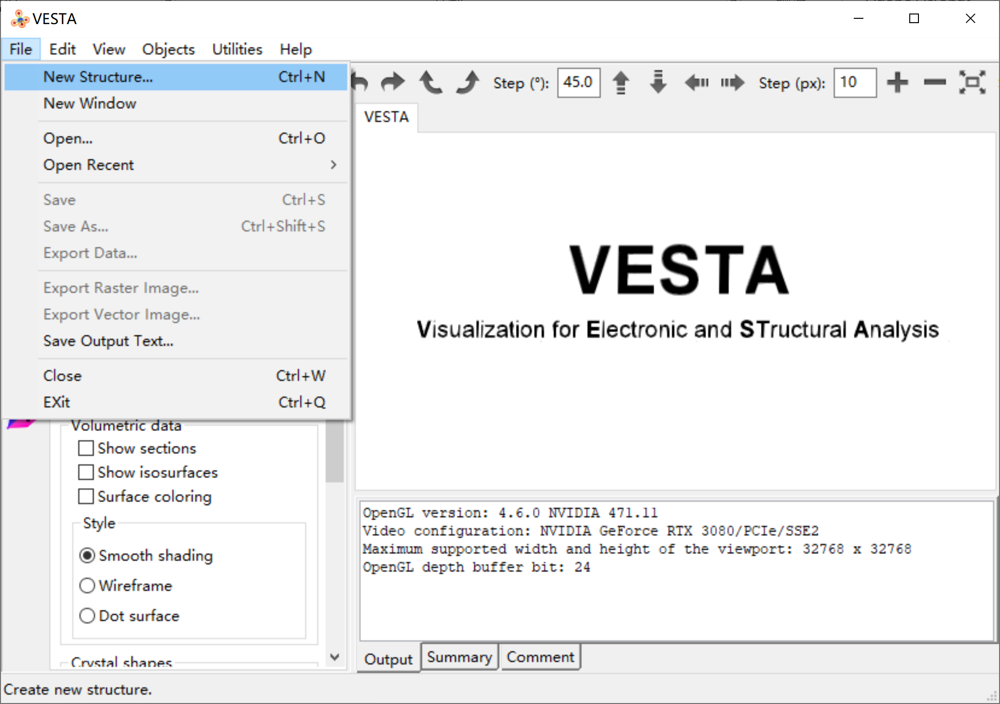 VESTA
File Edit View Objects Utilities Help
New Structure... Ctrl+N
New Window
Open... Ctrl+O
Open Recent
Save Ctrl+S
Save As... Ctrl+Shift+S
Export Data...
Export Raster Image...
Export Vector Image...
Save Output Text...
Close Ctrl+W
EXit Ctrl+Q
Step (°): 45.0 Step (px): 10
VESTA
VESTA
Visualization for Electronic and STructural Analysis
Volumetric data
Show sections
Show isosurfaces
Surface coloring
Style
Smooth shading
Wireframe
Dot surface
Crystal shapes
OpenGL version: 4.6.0 NVIDIA 471.11
Video configuration: NVIDIA GeForce RTX 3080/PCIe/SSE2
Maximum supported width and height of the viewport: 32768 x 32768
OpenGL depth buffer bit: 24
Output Summary Comment
Create new structure.